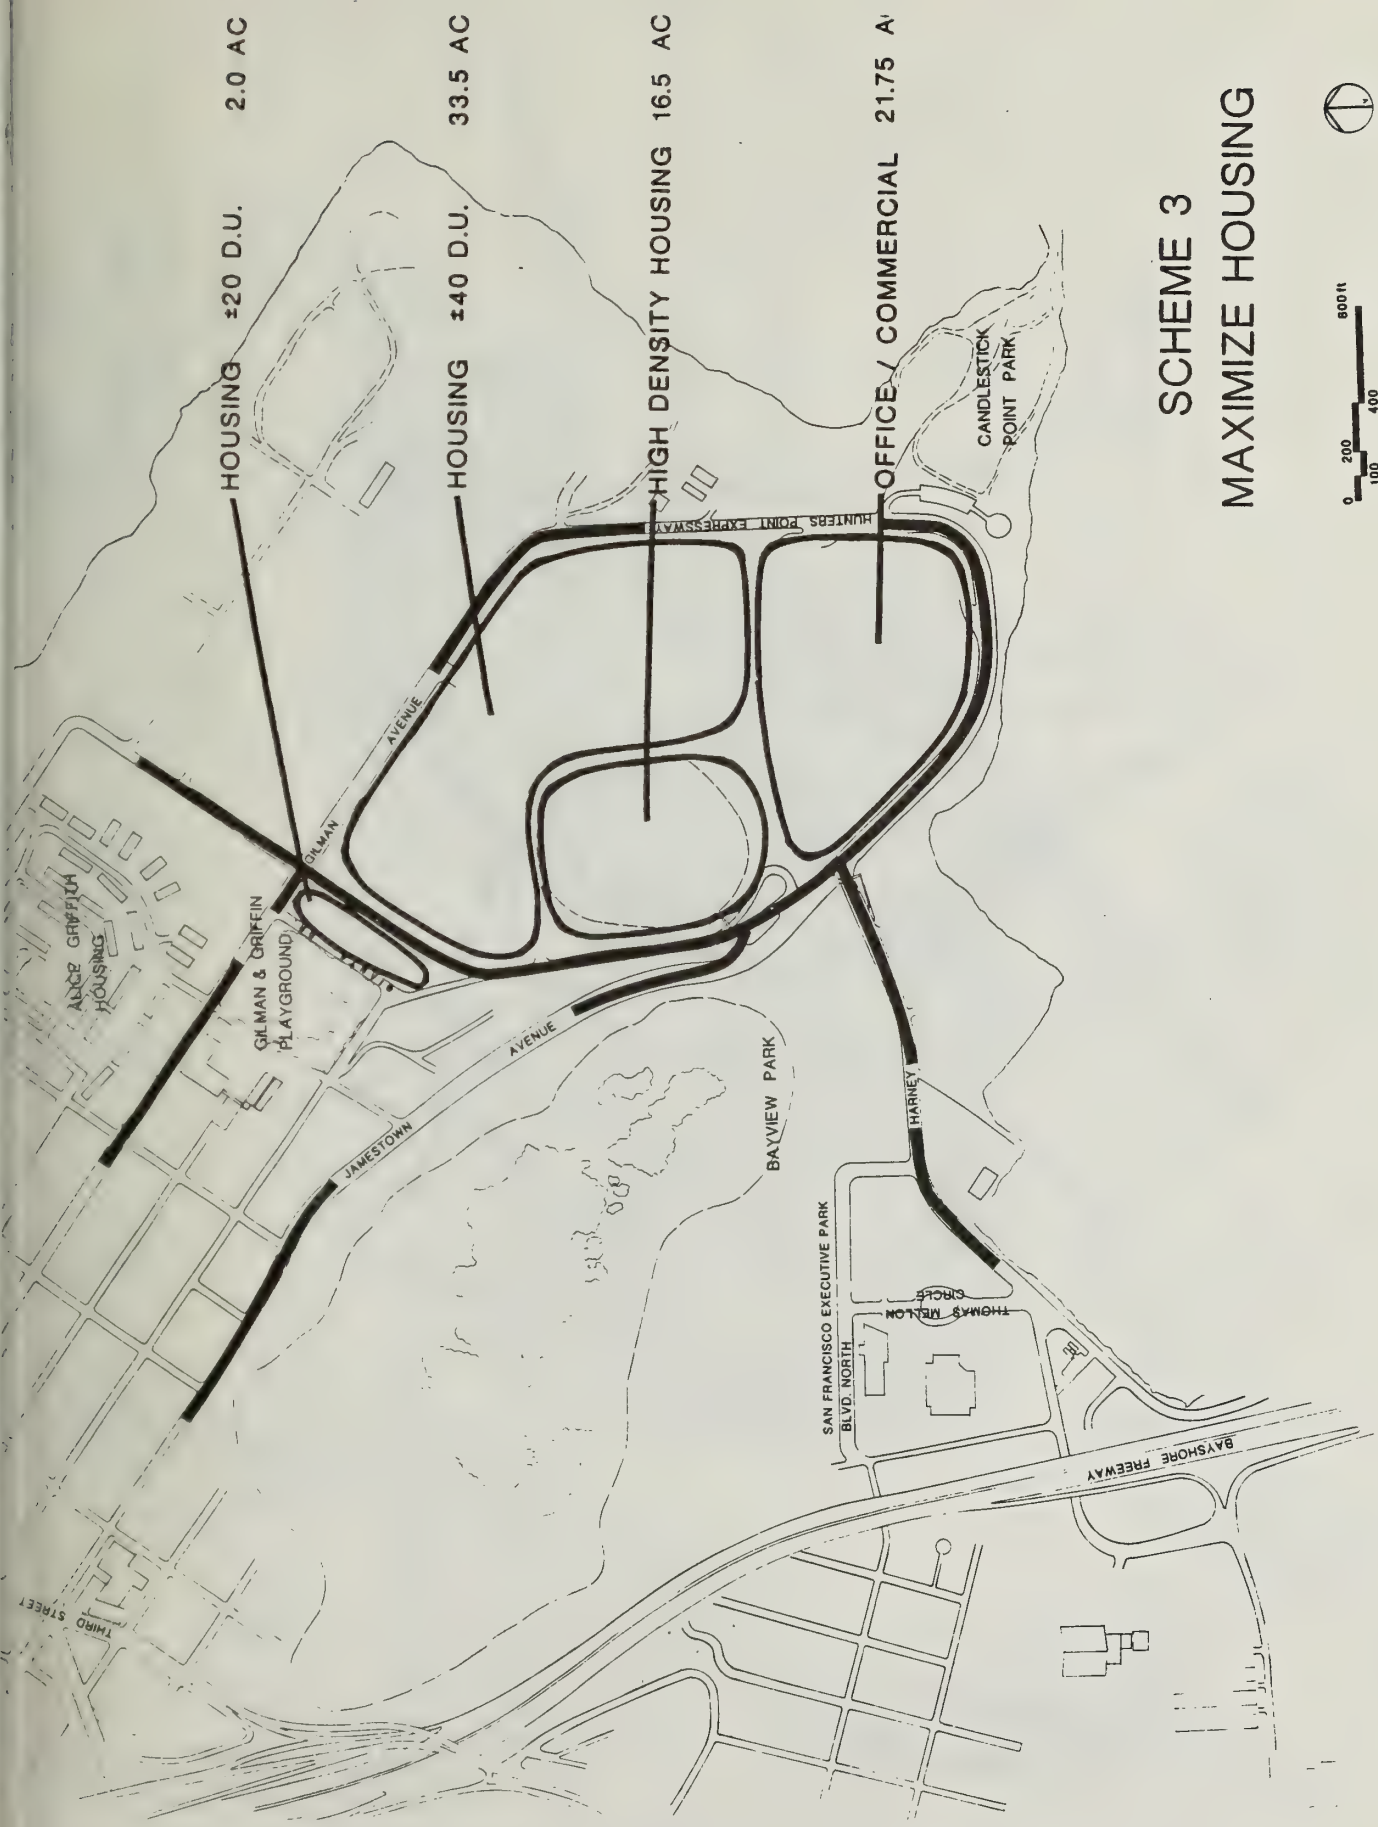 HOUSING ±20 D.U. 2.0 AC
HOUSING ±40 D.U. 33.5 AC
HIGH DENSITY HOUSING 16.5 AC
OFFICE / COMMERCIAL 21.75 A
SCHEME 3
MAXIMIZE HOUSING
0 100 200 400 800ft
ALICE GRIFFITH
HOUSING
GILMAN & GRIFFIN
PLAYGROUND
GILMAN
AVENUE
HUNTERS POINT EXPRESSWAY
CANDLESTICK
POINT PARK
JAMESTOWN
AVENUE
BAYVIEW PARK
HARNEY
SAN FRANCISCO EXECUTIVE PARK
BLVD. NORTH
THOMAS MELLON
CIRCLE
BAYSHORE FREEWAY
THIRD STREET